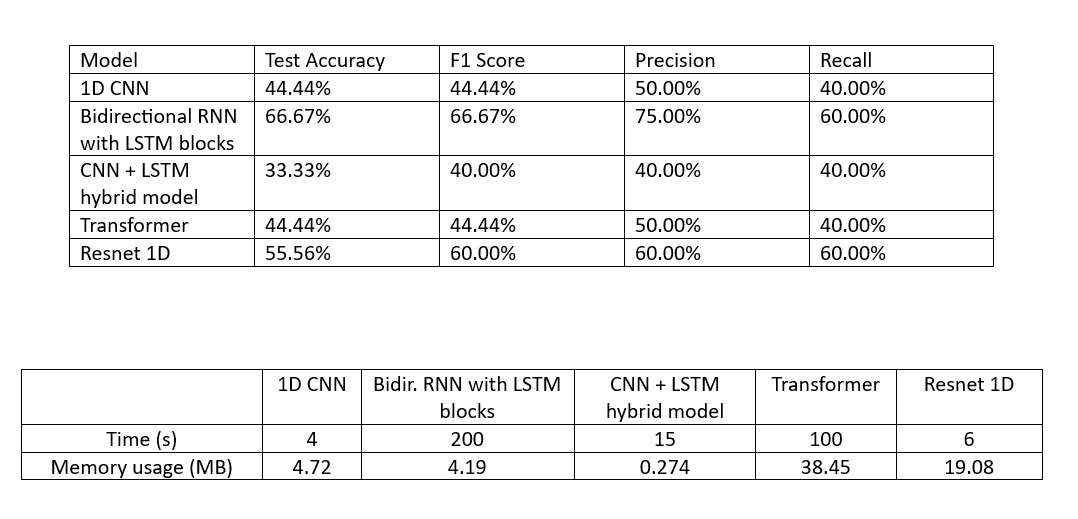 Model Test Accuracy F1 Score Precision Recall
1D CNN 44.44% 44.44% 50.00% 40.00%
Bidirectional RNN 66.67% 66.67% 75.00% 60.00%
with LSTM blocks
CNN + LSTM 33.33% 40.00% 40.00% 40.00%
hybrid model
Transformer 44.44% 44.44% 50.00% 40.00%
Resnet 1D 55.56% 60.00% 60.00% 60.00%
1D CNN Bidir. RNN with LSTM CNN + LSTM Transformer Resnet 1D
blocks hybrid model
Time (s) 4 200 15 100 6
Memory usage (MB) 4.72 4.19 0.274 38.45 19.08